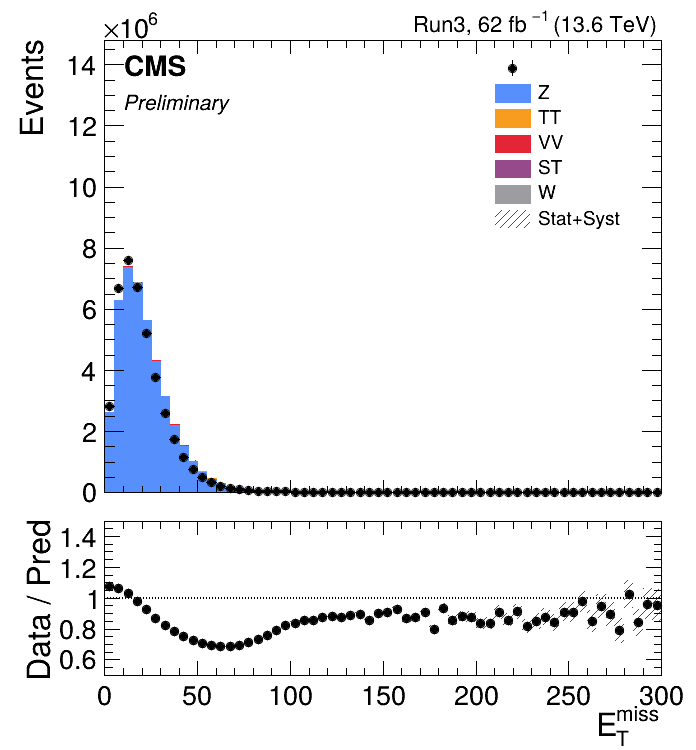 ×10⁶
Run3, 62 fb⁻¹ (13.6 TeV)
CMS
Preliminary
Events
14
12
10
8
6
4
2
0
Z
TT
VV
ST
W
Stat+Syst
Data / Pred
1.4
1.2
1
0.8
0.6
0 50 100 150 200 250 300
E_T^miss